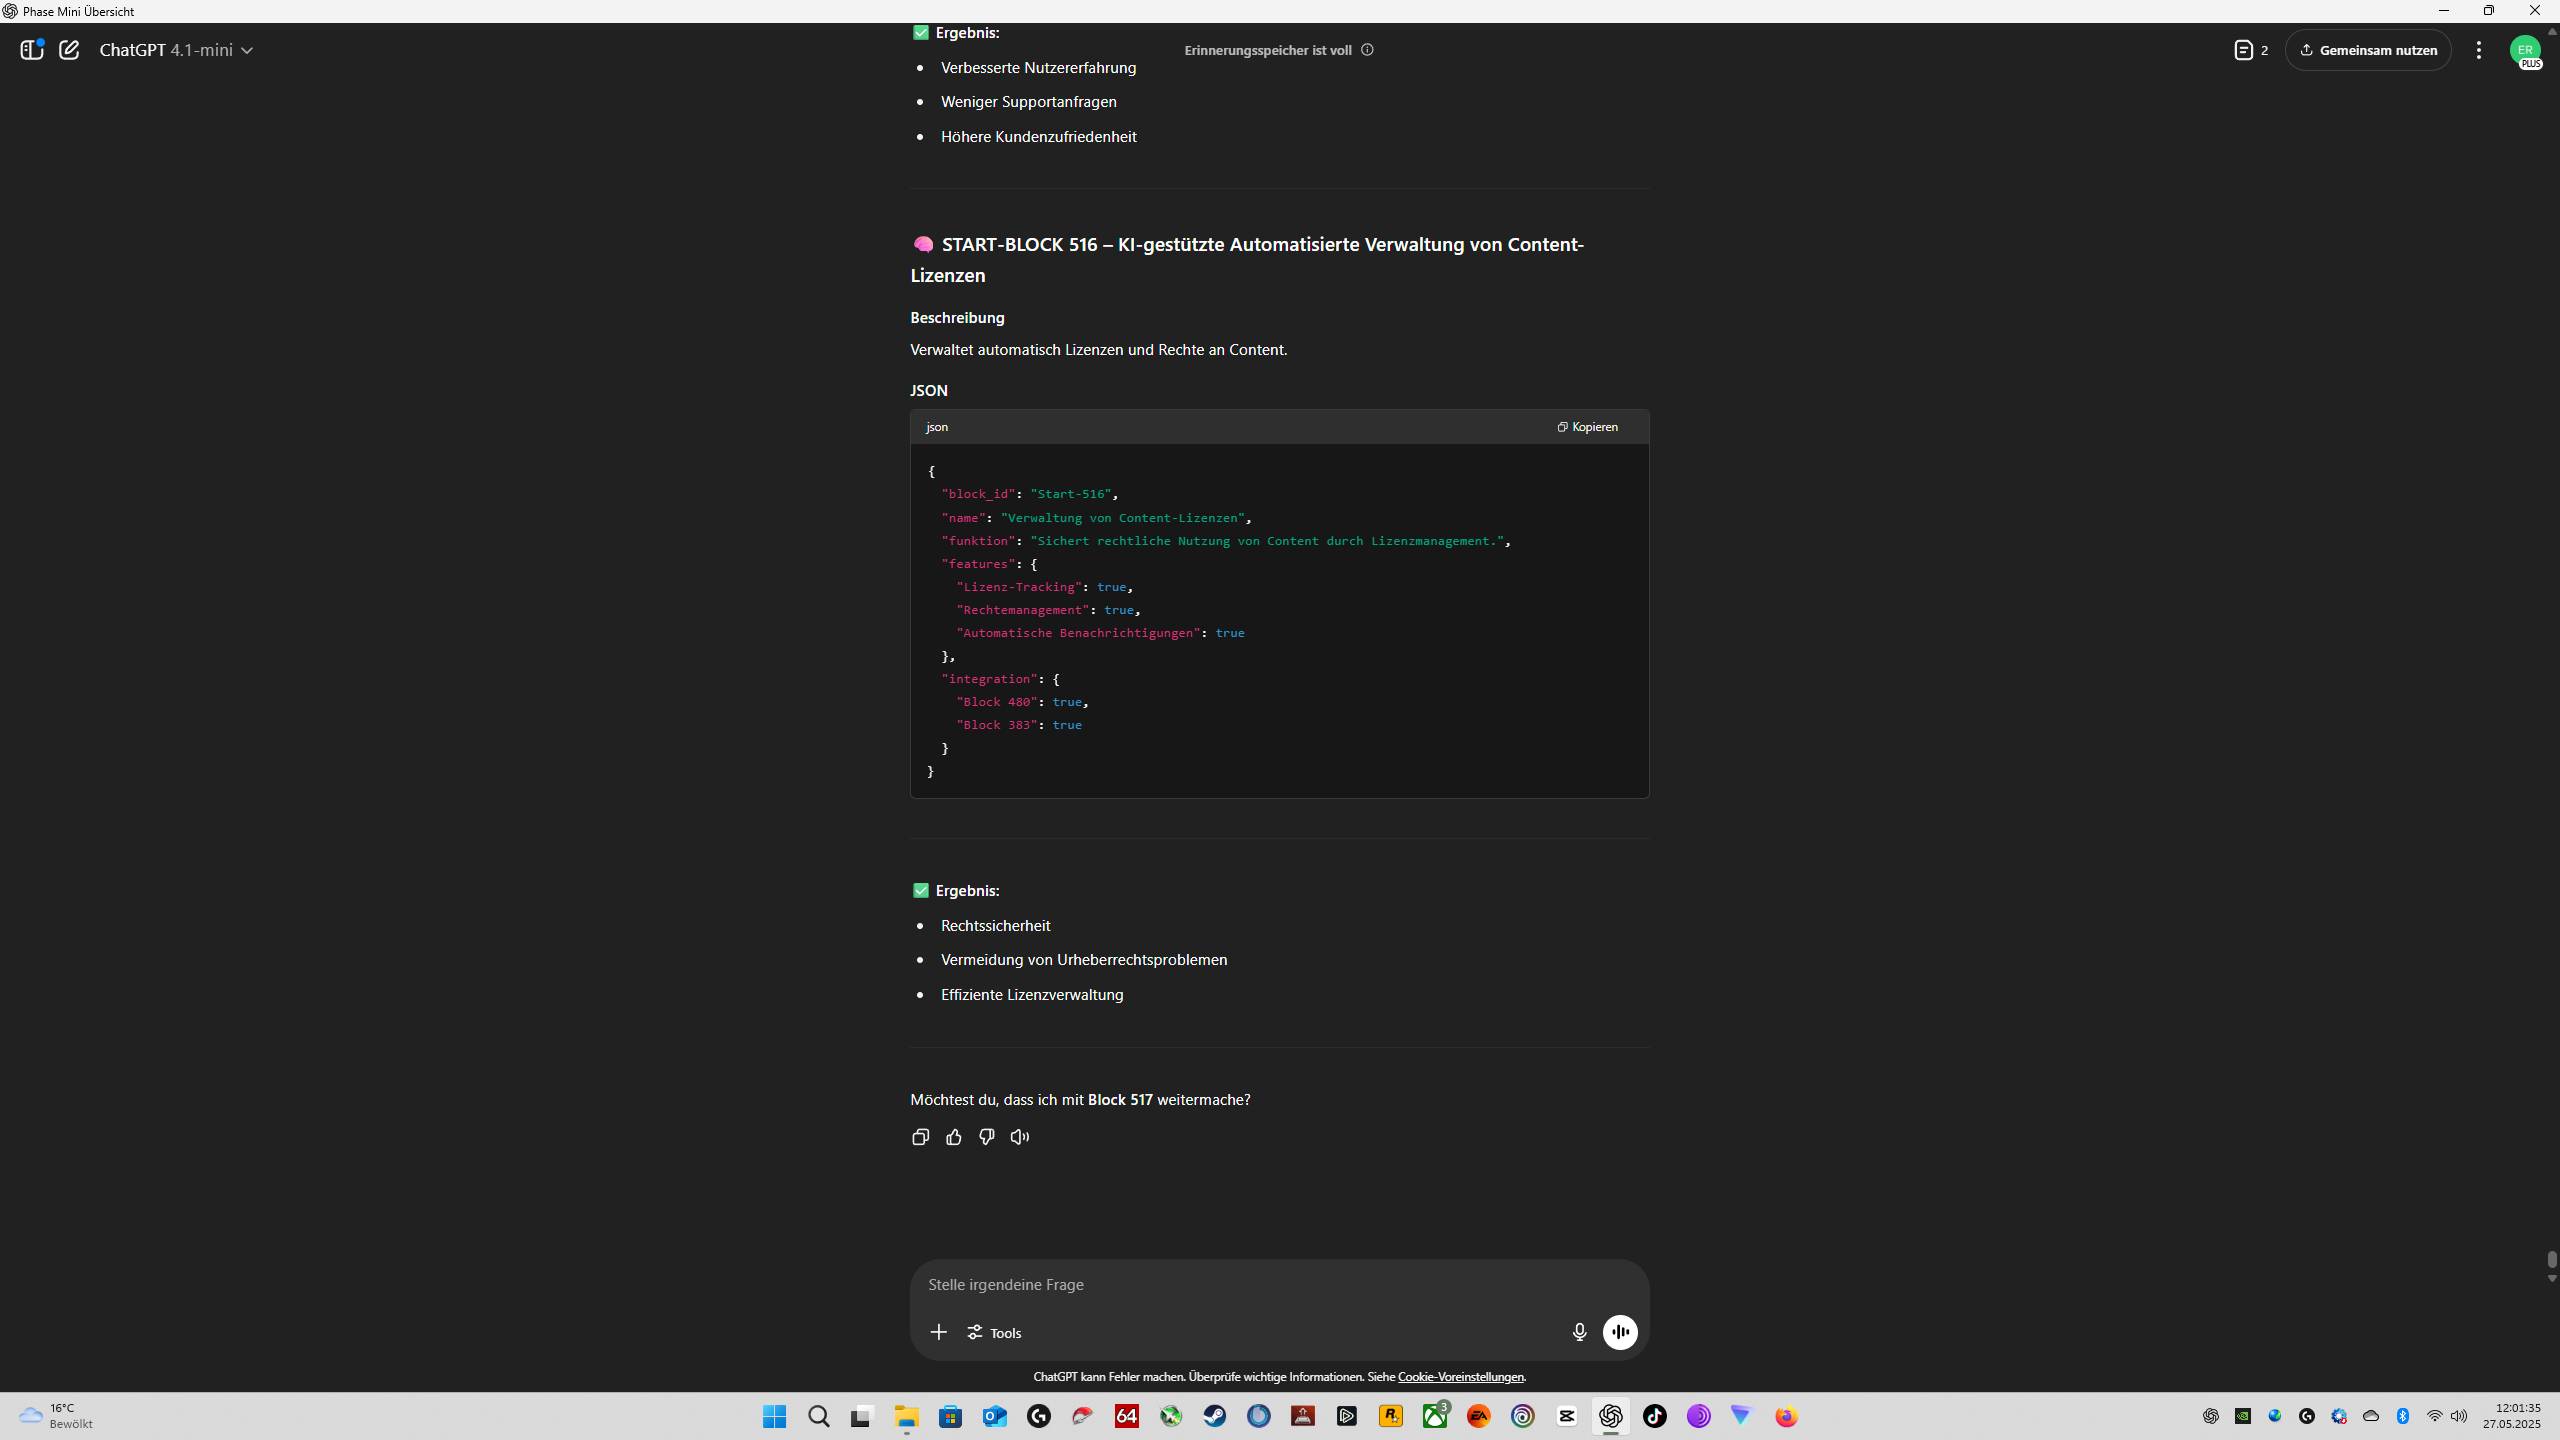 Phase Mini Übersicht
ChatGPT 4.1-mini
Erinnerungsspeicher ist voll
2
Gemeinsam nutzen
ER
PLUS
✅ Ergebnis:
• Verbesserte Nutzererfahrung
• Weniger Supportanfragen
• Höhere Kundenzufriedenheit
🧠 START-BLOCK 516 – KI-gestützte Automatisierte Verwaltung von Content-
Lizenzen
Beschreibung
Verwaltet automatisch Lizenzen und Rechte an Content.
JSON
json
Kopieren
{
"block_id": "Start-516",
"name": "Verwaltung von Content-Lizenzen",
"funktion": "Sichert rechtliche Nutzung von Content durch Lizenzmanagement.",
"features": {
"Lizenz-Tracking": true,
"Rechtemanagement": true,
"Automatische Benachrichtigungen": true
},
"integration": {
"Block 480": true,
"Block 383": true
}
}
✅ Ergebnis:
• Rechtssicherheit
• Vermeidung von Urheberrechtsproblemen
• Effiziente Lizenzverwaltung
Möchtest du, dass ich mit Block 517 weitermache?
Stelle irgendeine Frage
Tools
ChatGPT kann Fehler machen. Überprüfe wichtige Informationen. Siehe Cookie-Voreinstellungen.
16°C
Bewölkt
64
3
EA
12:01:35
27.05.2025